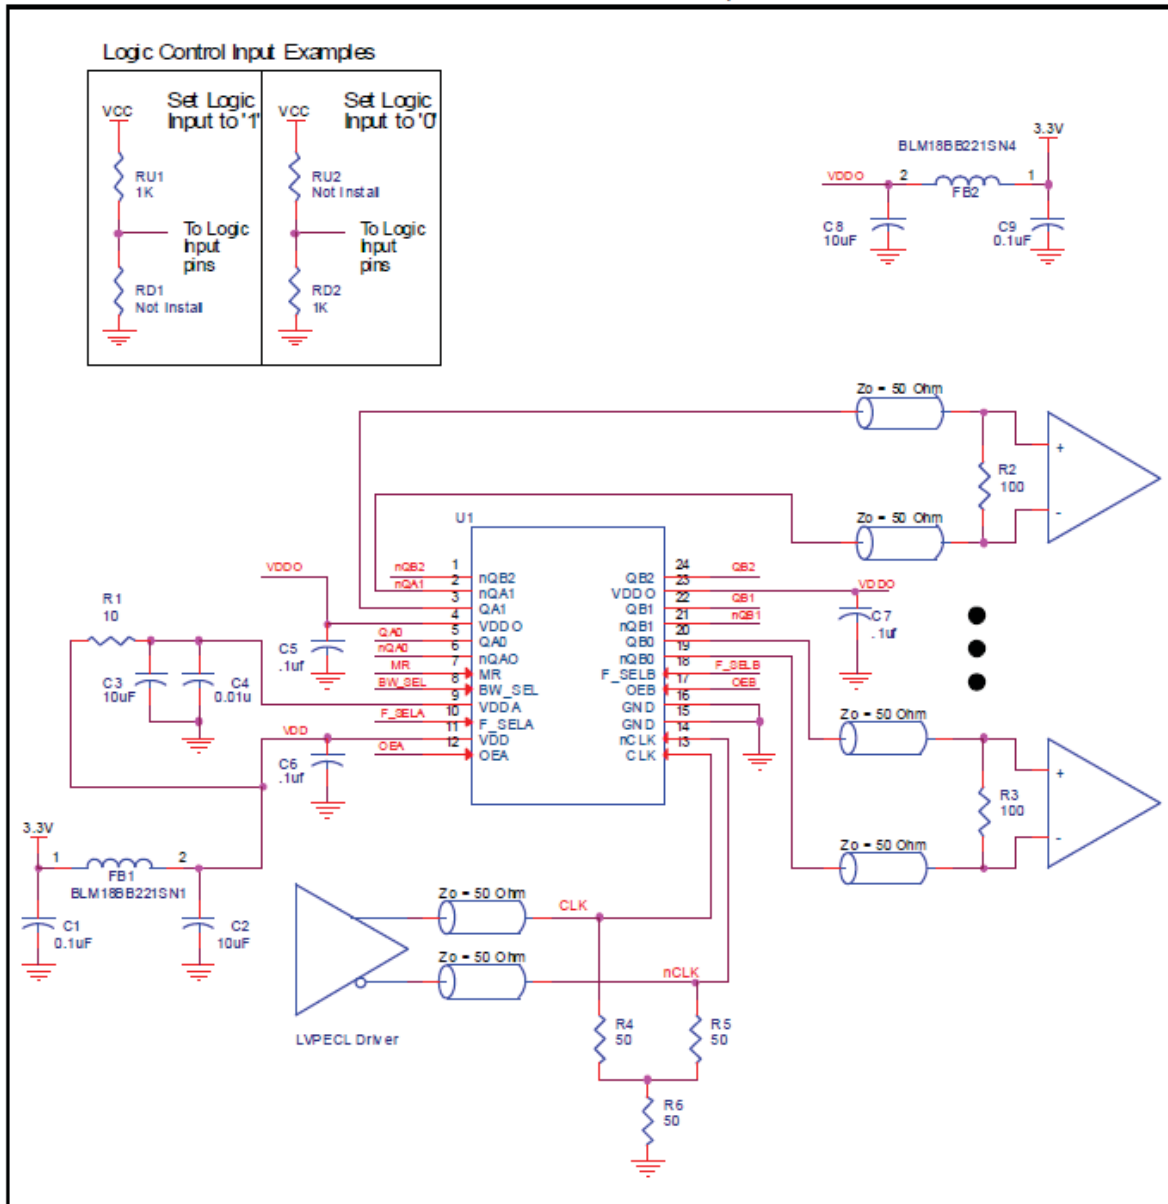 Logic Control Input Examples
Set Logic
Input to '1'
Set Logic
Input to '0'
VCC
VCC
RU1
1K
RU2
Not Install
To Logic
Input
pins
To Logic
Input
pins
RD1
Not Install
RD2
1K
3.3V
BLM18BB221SN4
VDDO
2
1
FB2
C8
10uF
C9
0.1uF
Zo = 50 Ohm
R2
100
+
-
Zo = 50 Ohm
U1
VDDO
R1
10
C3
10uF
C4
0.01u
C5
.1uf
nQB2
1
nQB2
nQA1
2
nQA1
3
QA1
4
VDDO
QA0
5
QA0
nQA0
6
nQAO
MR
7
MR
BW_SEL
8
BW_SEL
9
VDDA
F_SELA
10
F_SELA
VDD
11
VDD
OEA
12
OEA
C6
.1uf
24
QB2
QB2
23
VDDO
VDDO
22
QB1
QB1
21
nQB1
nQB1
20
QB0
19
nQB0
18
F_SELB
F_SELB
17
OEB
OEB
16
GND
15
GND
14
nCLK
13
CLK
C7
.1uf
Zo = 50 Ohm
R3
100
+
-
Zo = 50 Ohm
3.3V
1
2
FB1
BLM18BB221SN1
C1
0.1uF
C2
10uF
Zo = 50 Ohm
CLK
Zo = 50 Ohm
nCLK
LVPECL Driver
R4
50
R5
50
R6
50